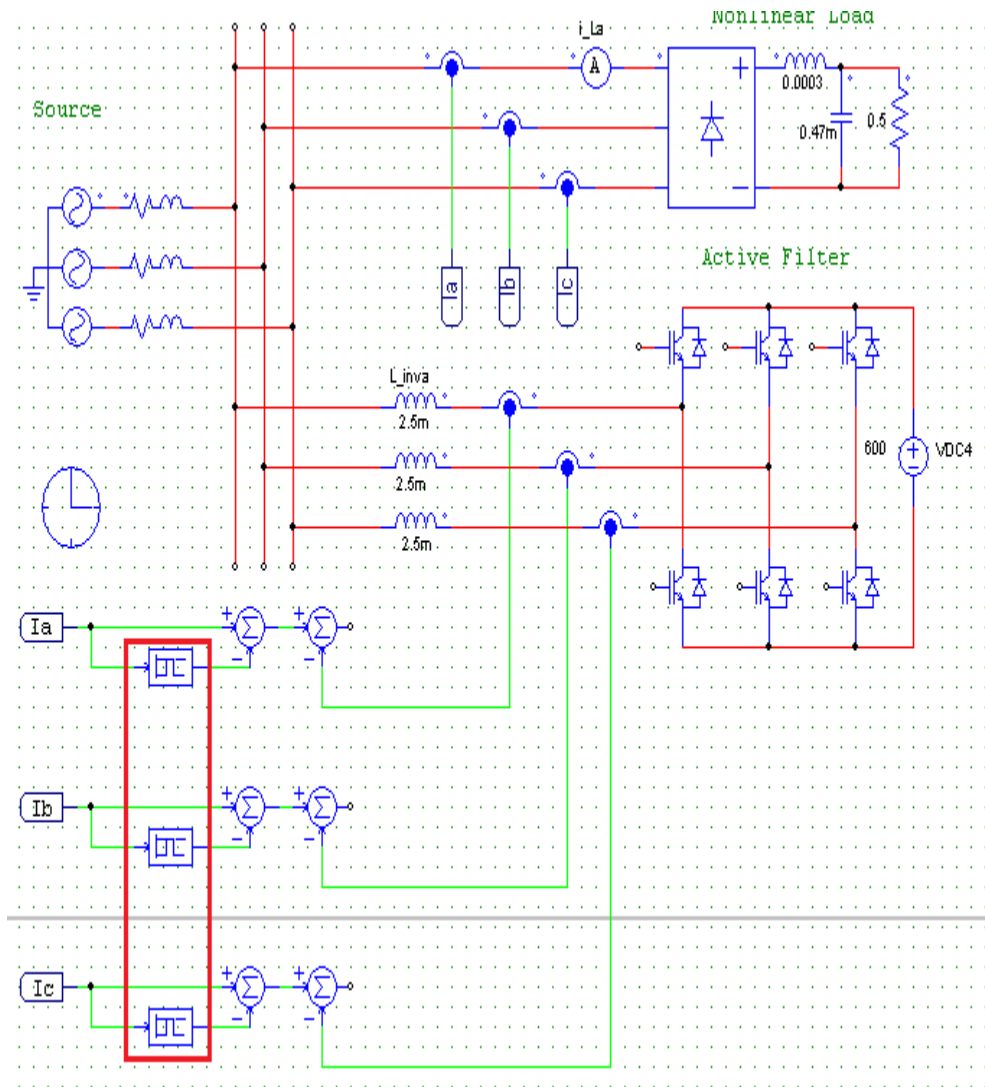 Nonlinear Load
i_La
A
0.0003
0.47m
0.5
Source
Ia
Ib
Ic
Active Filter
L_inva
2.5m
2.5m
2.5m
600
VDC4
Ia
Ib
Ic